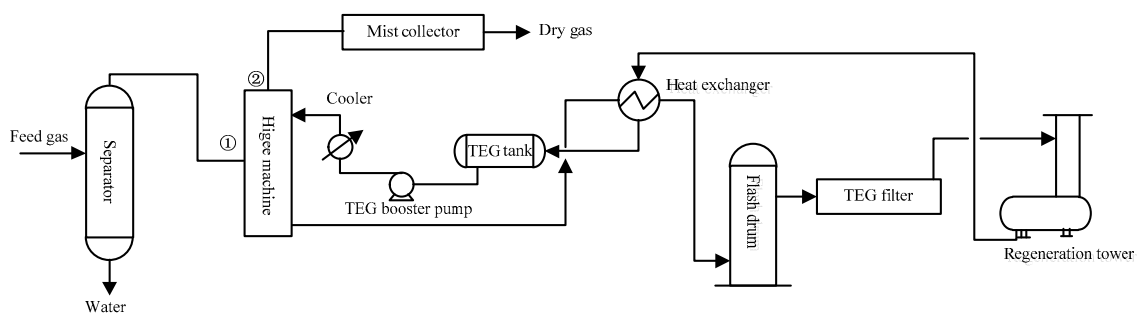 Mist collector
Dry gas
②
Heat exchanger
Cooler
Feed gas
①
Separator
Higee machine
TEG tank
TEG booster pump
Flash drum
TEG filter
Regeneration tower
Water